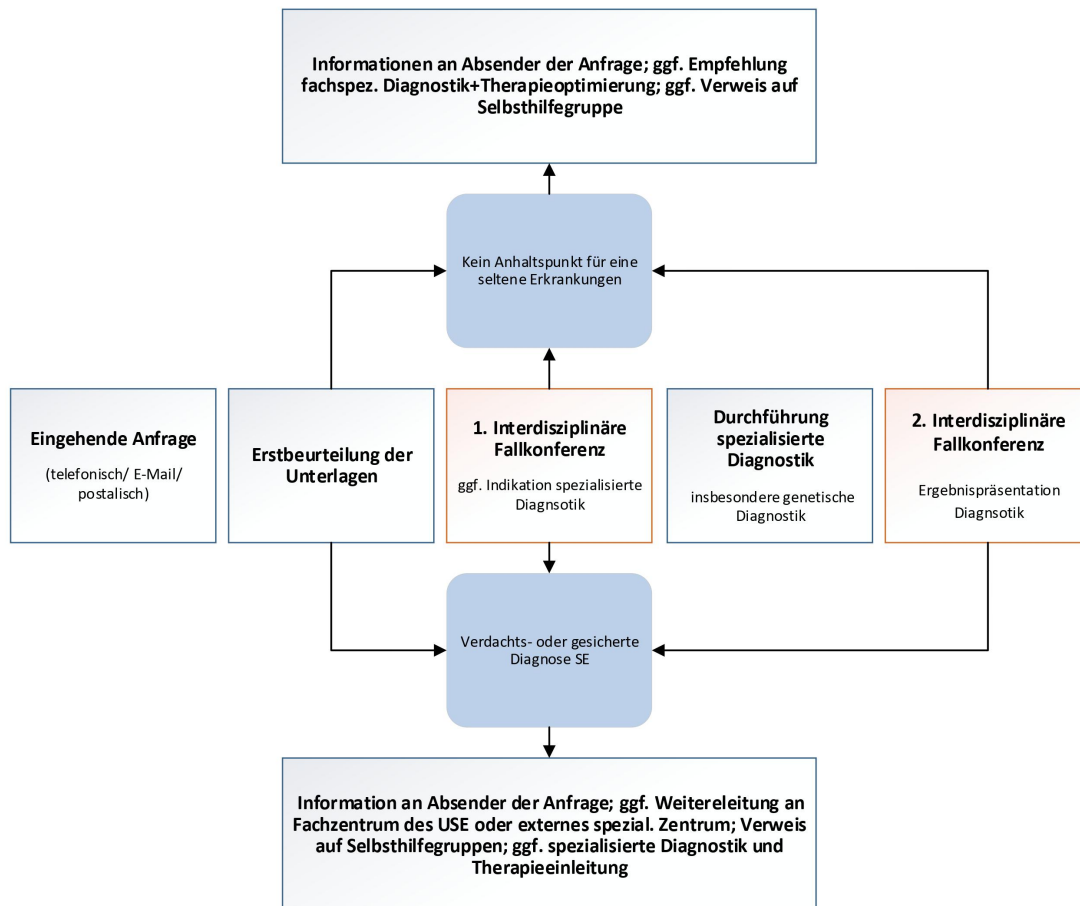 Informationen an Absender der Anfrage; ggf. Empfehlung
fachspez. Diagnostik+Therapieoptimierung; ggf. Verweis auf
Selbsthilfegruppe
Kein Anhaltspunkt für eine
seltene Erkrankungen
Eingehende Anfrage
(telefonisch/ E-Mail/
postalisch)
Erstbeurteilung der
Unterlagen
1. Interdisziplinäre
Fallkonferenz
ggf. Indikation spezialisierte
Diagnsotik
Durchführung
spezialisierte
Diagnostik
insbesondere genetische
Diagnostik
2. Interdisziplinäre
Fallkonferenz
Ergebnispräsentation
Diagnsotik
Verdachts- oder gesicherte
Diagnose SE
Information an Absender der Anfrage; ggf. Weitereleitung an
Fachzentrum des USE oder externes spezial. Zentrum; Verweis
auf Selbsthilfegruppen; ggf. spezialisierte Diagnostik und
Therapieeinleitung